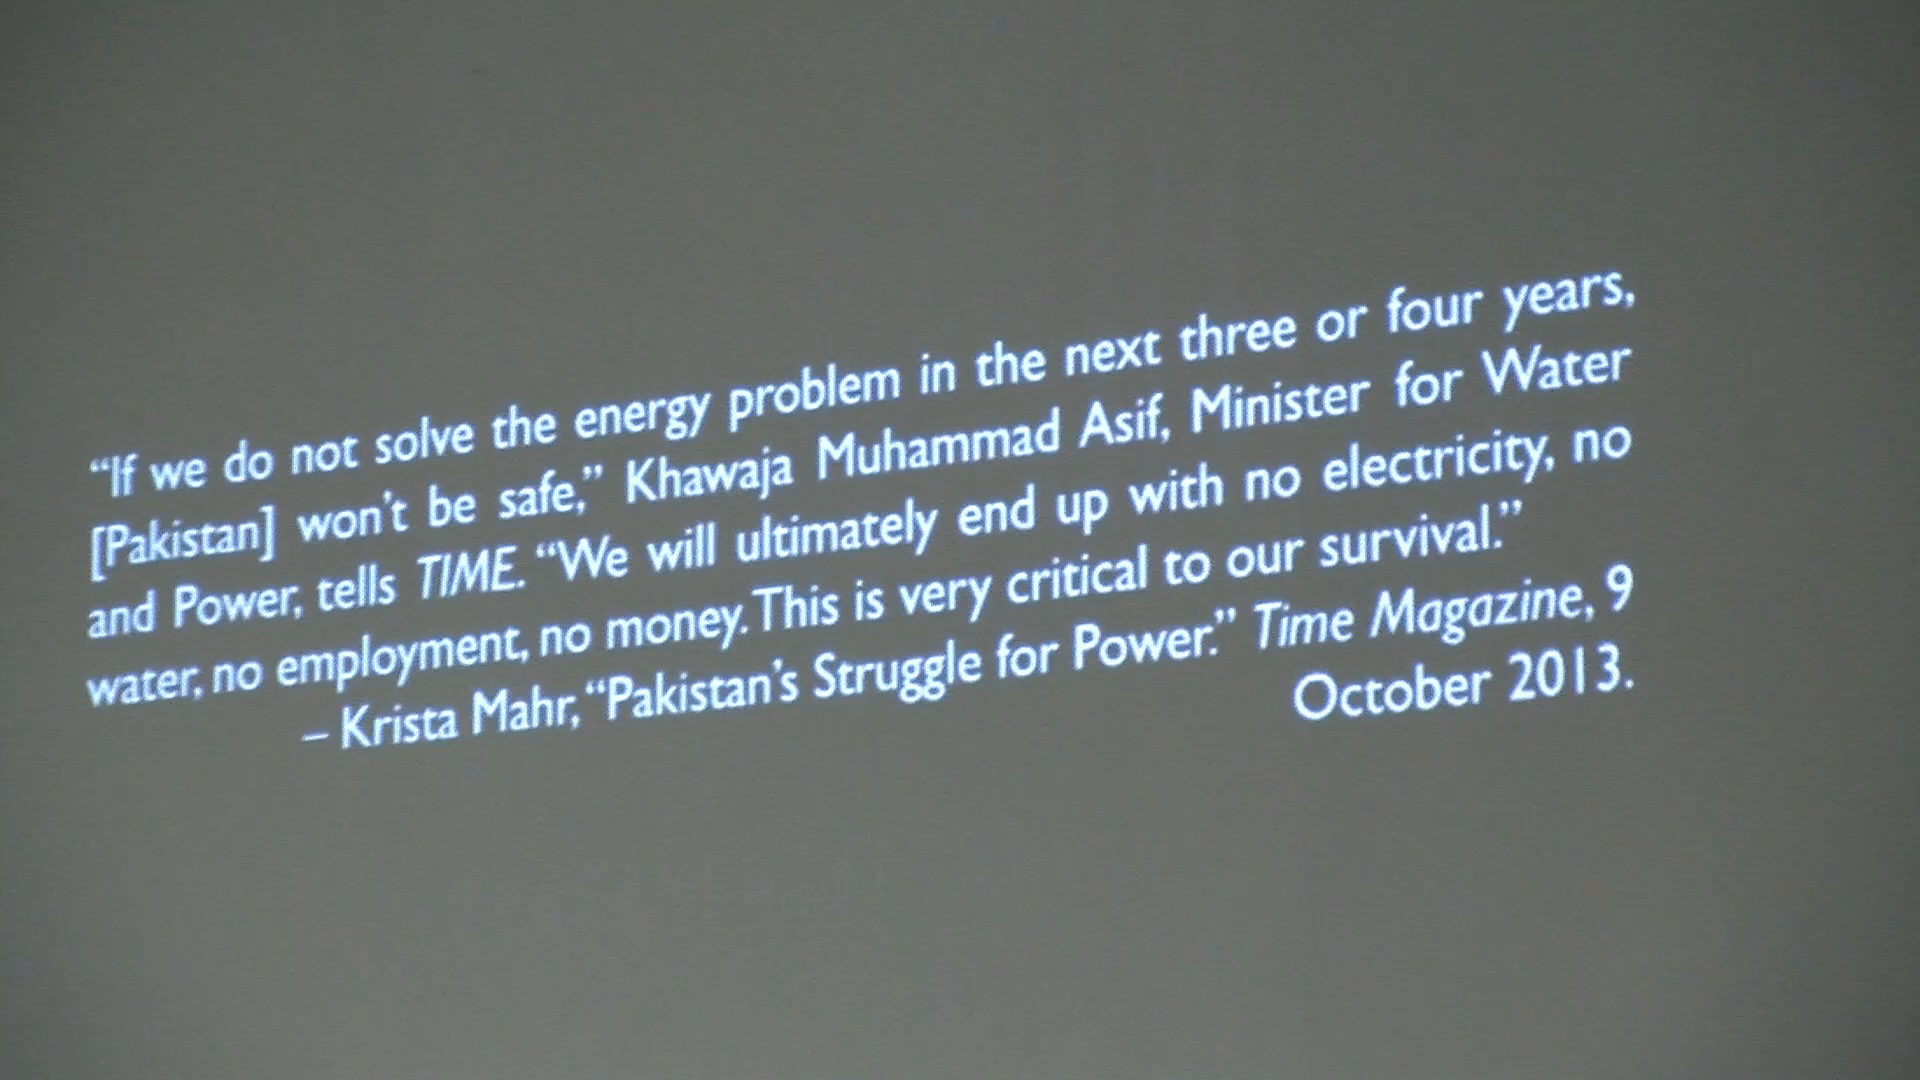 “If we do not solve the energy problem in the next three or four years,
[Pakistan] won’t be safe,” Khawaja Muhammad Asif, Minister for Water
and Power, tells TIME. “We will ultimately end up with no electricity, no
water, no employment, no money. This is very critical to our survival.”
– Krista Mahr, “Pakistan’s Struggle for Power.” Time Magazine, 9
October 2013.